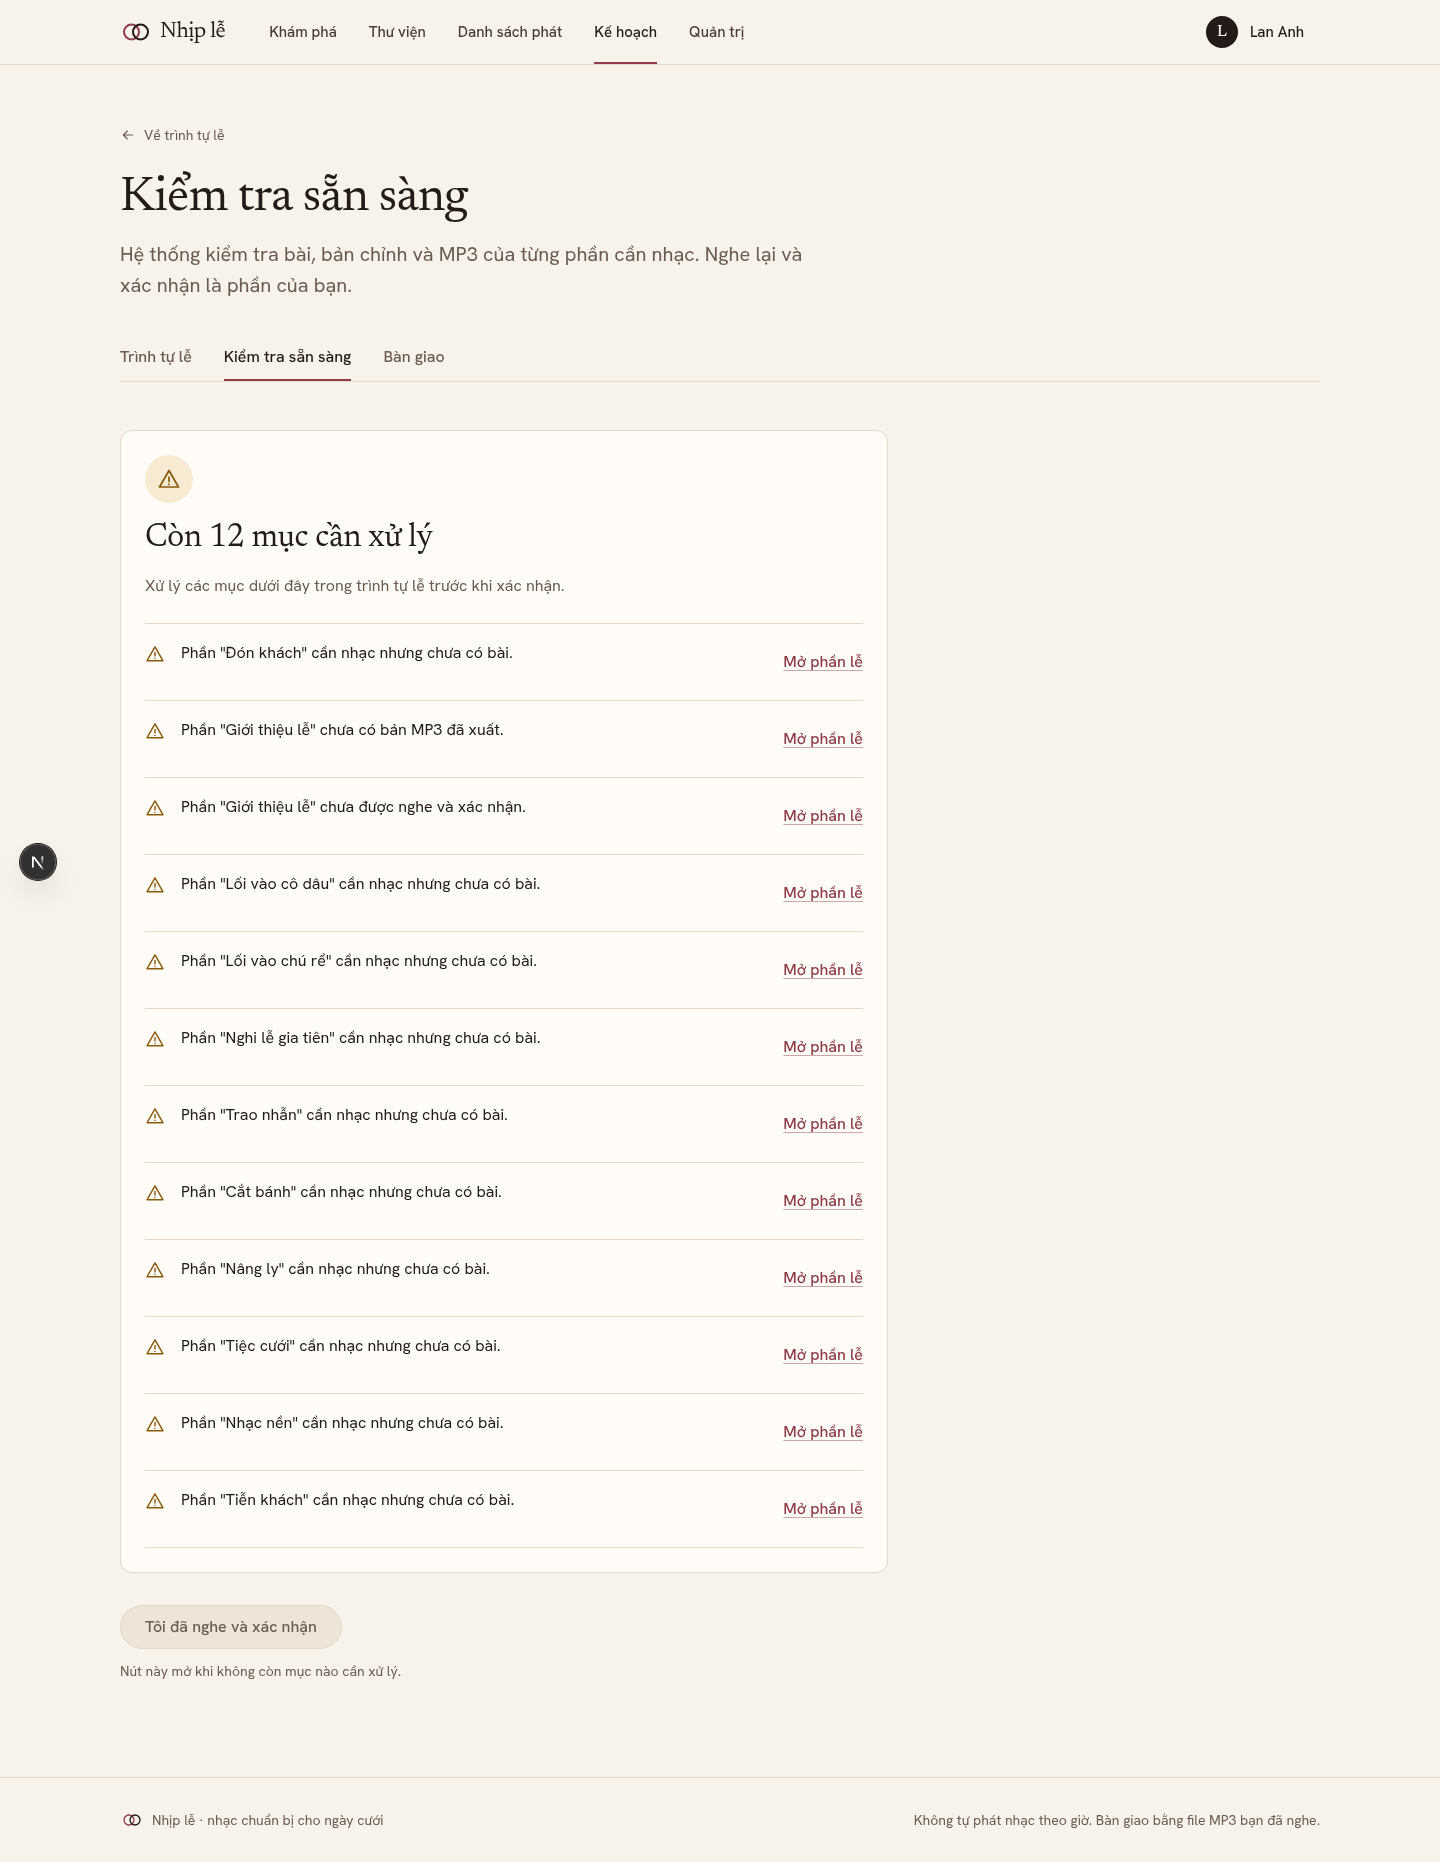 Nhịp lễ
Khám phá
Thư viện
Danh sách phát
Kế hoạch
Quản trị
L
Lan Anh
Về trình tự lễ
Kiểm tra sẵn sàng
Hệ thống kiểm tra bài, bản chỉnh và MP3 của từng phần cần nhạc. Nghe lại và
xác nhận là phần của bạn.
Trình tự lễ
Kiểm tra sẵn sàng
Bàn giao
Còn 12 mục cần xử lý
Xử lý các mục dưới đây trong trình tự lễ trước khi xác nhận.
Phần "Đón khách" cần nhạc nhưng chưa có bài.
Mở phần lễ
Phần "Giới thiệu lễ" chưa có bản MP3 đã xuất.
Mở phần lễ
Phần "Giới thiệu lễ" chưa được nghe và xác nhận.
Mở phần lễ
Phần "Lối vào cô dâu" cần nhạc nhưng chưa có bài.
Mở phần lễ
Phần "Lối vào chú rể" cần nhạc nhưng chưa có bài.
Mở phần lễ
Phần "Nghi lễ gia tiên" cần nhạc nhưng chưa có bài.
Mở phần lễ
Phần "Trao nhẫn" cần nhạc nhưng chưa có bài.
Mở phần lễ
Phần "Cắt bánh" cần nhạc nhưng chưa có bài.
Mở phần lễ
Phần "Nâng ly" cần nhạc nhưng chưa có bài.
Mở phần lễ
Phần "Tiệc cưới" cần nhạc nhưng chưa có bài.
Mở phần lễ
Phần "Nhạc nền" cần nhạc nhưng chưa có bài.
Mở phần lễ
Phần "Tiễn khách" cần nhạc nhưng chưa có bài.
Mở phần lễ
Tôi đã nghe và xác nhận
Nút này mở khi không còn mục nào cần xử lý.
N
Nhịp lễ · nhạc chuẩn bị cho ngày cưới
Không tự phát nhạc theo giờ. Bàn giao bằng file MP3 bạn đã nghe.